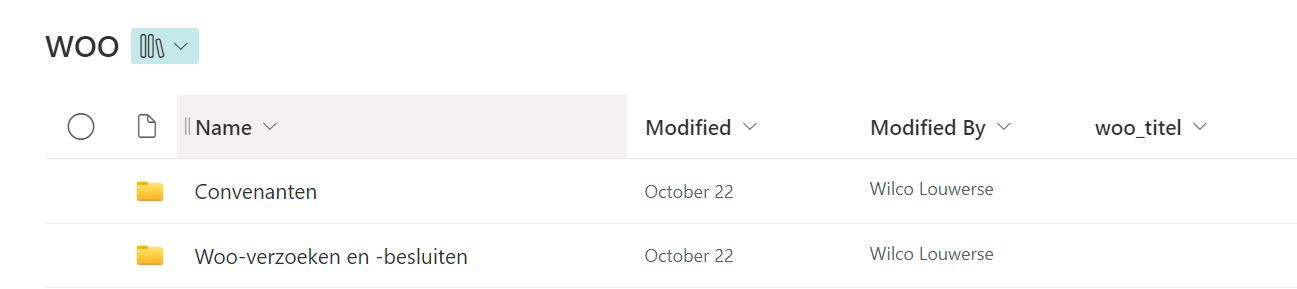 WOO
Name Modified Modified By woo_titel
Convenanten October 22 Wilco Louwerse
Woo-verzoeken en -besluiten October 22 Wilco Louwerse